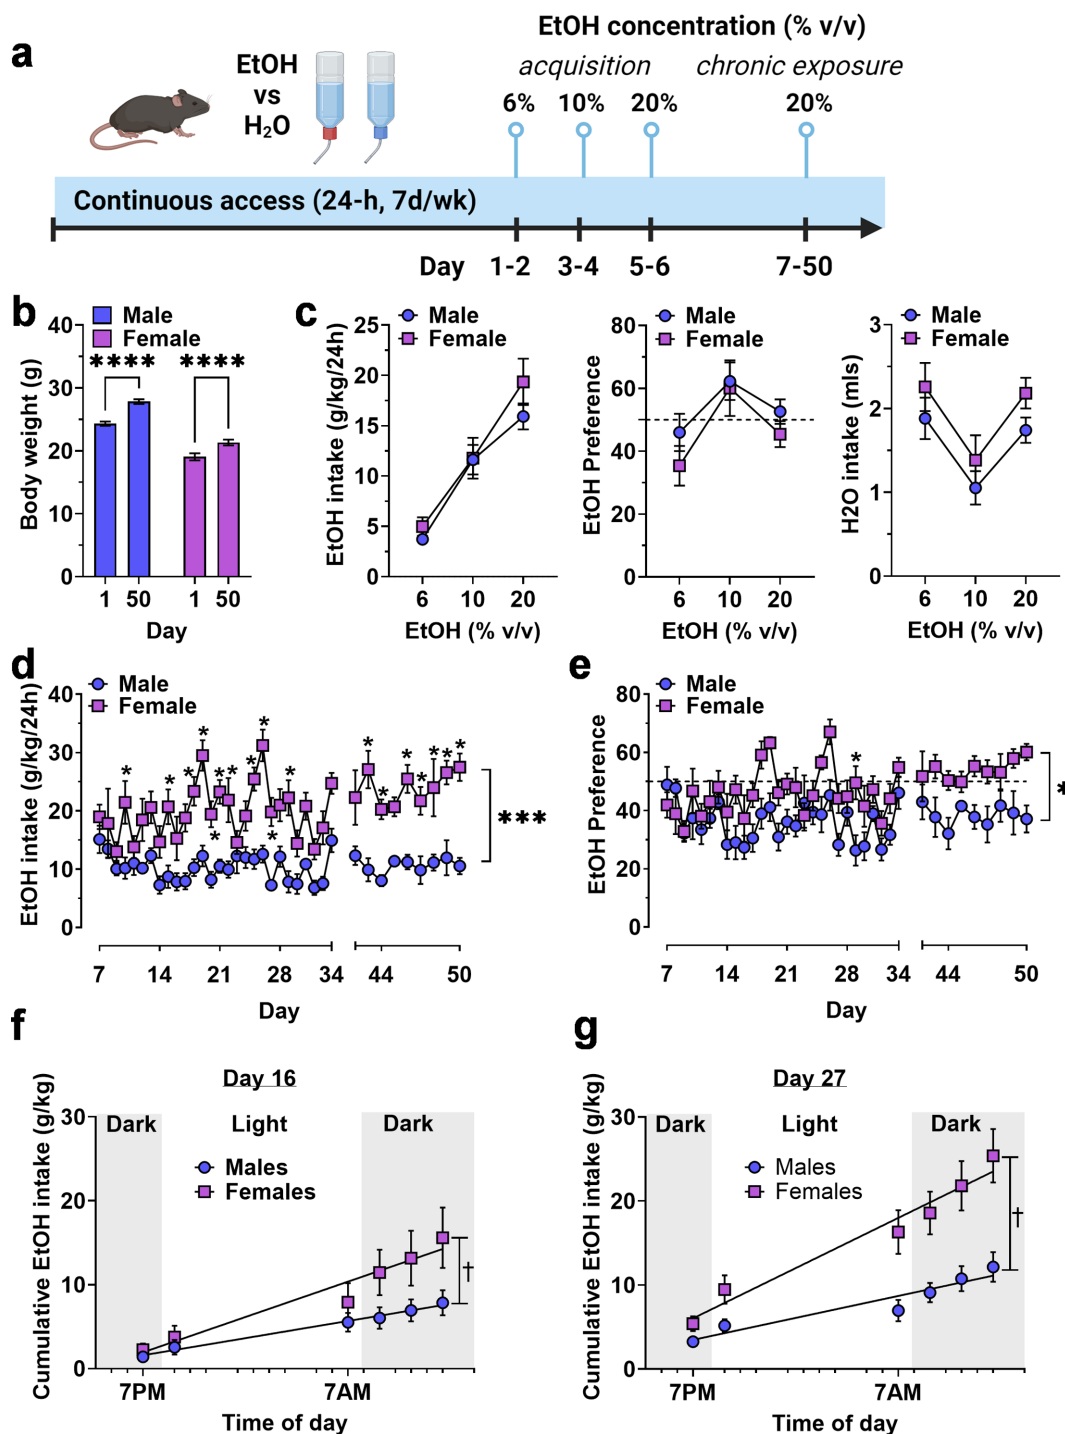 a
EtOH concentration (% v/v)
acquisition chronic exposure
EtOH
vs
H₂O
6% 10% 20% 20%
Continuous access (24-h, 7d/wk)
Day 1-2 3-4 5-6 7-50
b
Male
Female
Body weight (g)
40
30
20
10
0
**** ****
1 50 1 50
Day
c
Male
Female
EtOH intake (g/kg/24h)
25
20
15
10
5
0
6 10 20
EtOH (% v/v)
Male
Female
EtOH Preference
80
60
40
20
0
6 10 20
EtOH (% v/v)
Male
Female
H2O intake (mls)
3
2
1
0
6 10 20
EtOH (% v/v)
d
Male
Female
EtOH intake (g/kg/24h)
40
30
20
10
0
* * * * * * * * * * * * * * * * *
***
7 14 21 28 34 44 50
Day
e
Male
Female
EtOH Preference
80
60
40
20
0
*
*
7 14 21 28 34 44 50
Day
f
Day 16
Cumulative EtOH intake (g/kg)
30
20
10
0
Dark Light Dark
Males
Females
†
7PM 7AM
Time of day
g
Day 27
Cumulative EtOH intake (g/kg)
30
20
10
0
Dark Light Dark
Males
Females
†
7PM 7AM
Time of day